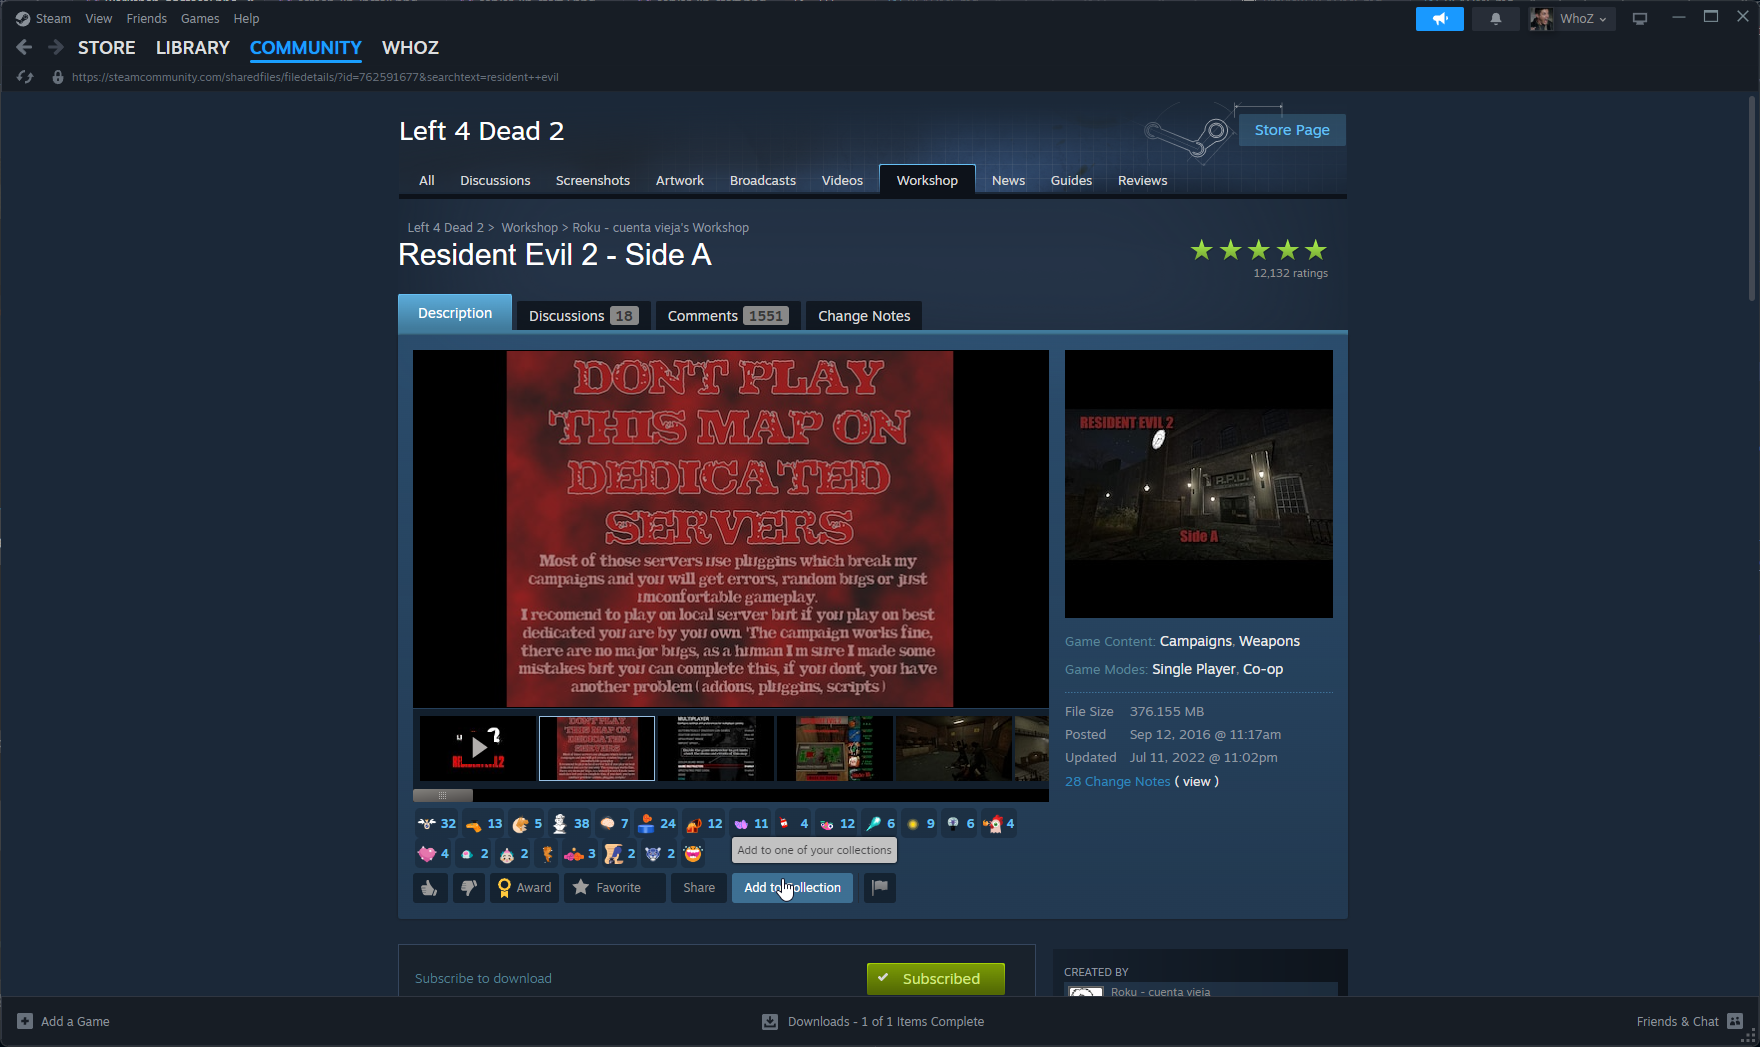 Steam View Friends Games Help WhoZ
STORE LIBRARY COMMUNITY WHOZ
https://steamcommunity.com/sharedfiles/filedetails/?id=762591677&searchtext=resident++evil
Left 4 Dead 2
Store Page
All Discussions Screenshots Artwork Broadcasts Videos Workshop News Guides Reviews
Left 4 Dead 2 > Workshop > Roku - cuenta vieja's Workshop
Resident Evil 2 - Side A
12,132 ratings
Description Discussions 18 Comments 1551 Change Notes
DONT PLAY
THIS MAP ON
DEDICATED
SERVERS
Most of those servers use pluggins which break my
campaigns and you will get errors, random bugs or just
uncomfortable gameplay.
I recomend to play on local server but if you play on best
dedicated you are by you own. The campaign works fine,
there are no major bugs, as a human I m sure I made some
mistakes but you can complete this, if you dont, you have
another problem ( addons, pluggins, scripts )
RESIDENT EVIL 2
R.P.D.
Side A
Game Content: Campaigns, Weapons
Game Modes: Single Player, Co-op
File Size 376.155 MB
Posted Sep 12, 2016 @ 11:17am
Updated Jul 11, 2022 @ 11:02pm
28 Change Notes ( view )
DONT PLAY
THIS MAP ON
DEDICATED
SERVERS
MULTIPLAYER
32 13 5 38 7 24 12 11 4 12 6 9 6 4
4 2 2 3 2 2
Add to one of your collections
Award Favorite Share Add to Collection
Subscribe to download
Subscribed
CREATED BY
Roku - cuenta vieja
Add a Game
Downloads - 1 of 1 Items Complete
Friends & Chat